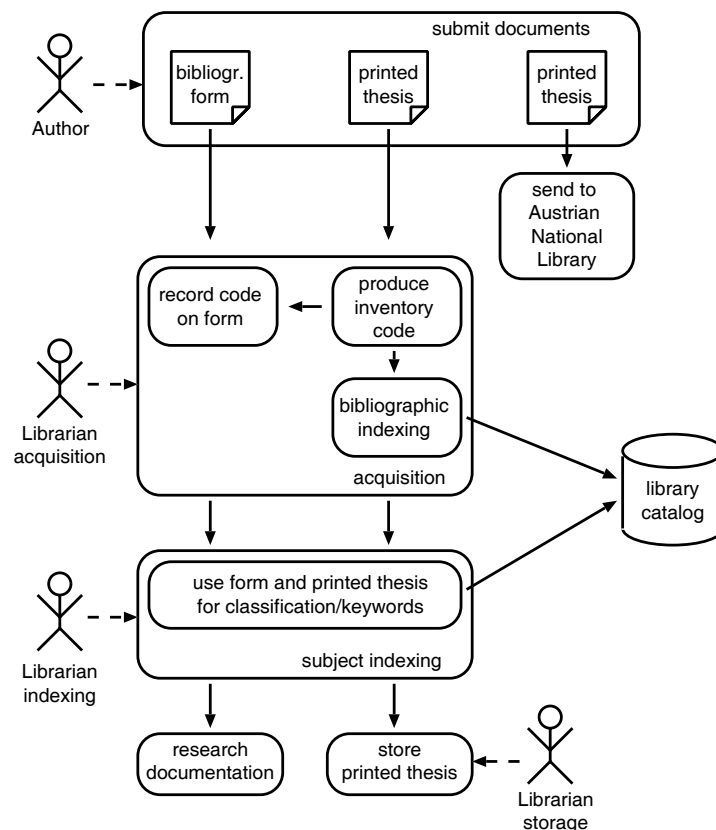 submit documents
bibliogr.
form
printed
thesis
printed
thesis
Author
send to
Austrian
National
Library
record code
on form
produce
inventory
code
bibliographic
indexing
Librarian
acquisition
acquisition
library
catalog
use form and printed thesis
for classification/keywords
subject indexing
Librarian
indexing
research
documentation
store
printed thesis
Librarian
storage